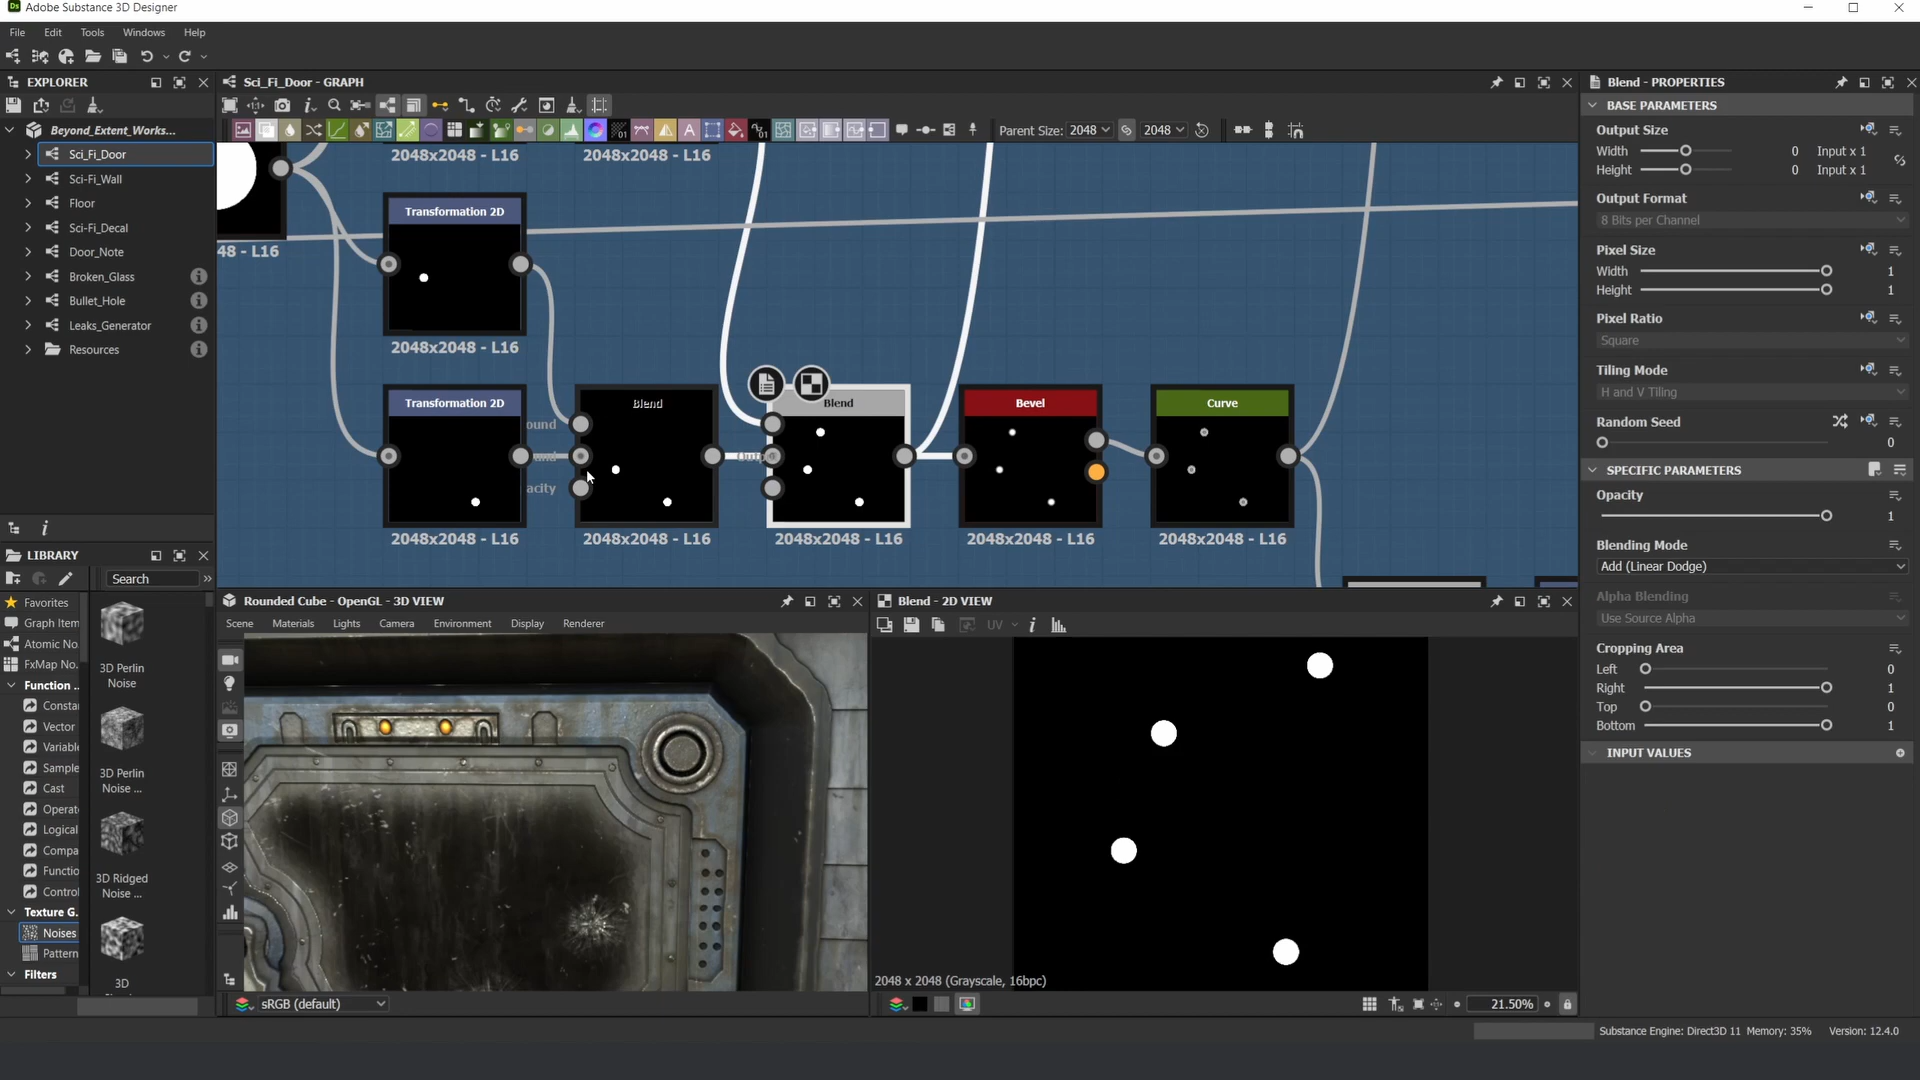 Adobe Substance 3D Designer
File Edit Tools Windows Help
EXPLORER
Beyond_Extent_Works...
Sci_Fi_Door
Sci-Fi_Wall
Floor
Sci-Fi_Decal
Door_Note
Broken_Glass
Bullet_Hole
Leaks_Generator
Resources
LIBRARY
Search
Favorites
Graph Item
Atomic No
FxMap No.
Function ..
Consta
Vector
Variable
Sample
Cast
Operat
Logical
Compa
Functio
Control
Texture G.
Noises
Pattern
Filters
3D Perlin
Noise
3D Perlin
Noise ...
3D Ridged
Noise ...
3D
Sci_Fi_Door - GRAPH
Parent Size: 2048 2048
2048x2048 - L16
2048x2048 - L16
48 - L16
Transformation 2D
2048x2048 - L16
Transformation 2D
2048x2048 - L16
ound
acity
Blend
2048x2048 - L16
Outp
Blend
2048x2048 - L16
Bevel
2048x2048 - L16
Curve
2048x2048 - L16
Rounded Cube - OpenGL - 3D VIEW
Scene Materials Lights Camera Environment Display Renderer
sRGB (default)
Blend - 2D VIEW
UV
2048 x 2048 (Grayscale, 16bpc)
21.50%
Blend - PROPERTIES
BASE PARAMETERS
Output Size
Width 0 Input x 1
Height 0 Input x 1
Output Format
8 Bits per Channel
Pixel Size
Width 1
Height 1
Pixel Ratio
Square
Tiling Mode
H and V Tiling
Random Seed
0
SPECIFIC PARAMETERS
Opacity
1
Blending Mode
Add (Linear Dodge)
Alpha Blending
Use Source Alpha
Cropping Area
Left 0
Right 1
Top 0
Bottom 1
INPUT VALUES
Substance Engine: Direct3D 11 Memory: 35% Version: 12.4.0